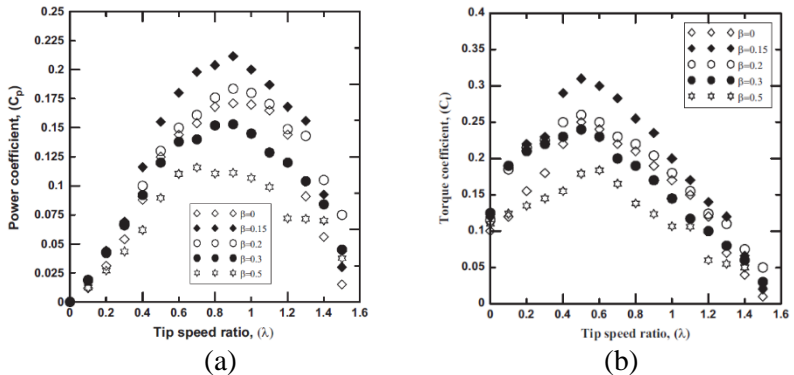 0.25
0.225
0.2
0.175
0.15
0.125
0.1
0.075
0.05
0.025
0
Power coefficient, (Cp)
0 0.2 0.4 0.6 0.8 1.0 1.2 1.4 1.6
Tip speed ratio, (λ)
β=0
β=0.15
β=0.2
β=0.3
β=0.5
(a)
0.4
0.35
0.3
0.25
0.2
0.15
0.1
0.05
0
Torque coefficient, (Ct)
0 0.2 0.4 0.6 0.8 1.0 1.2 1.4 1.6
Tip speed ratio, (λ)
β=0
β=0.15
β=0.2
β=0.3
β=0.5
(b)